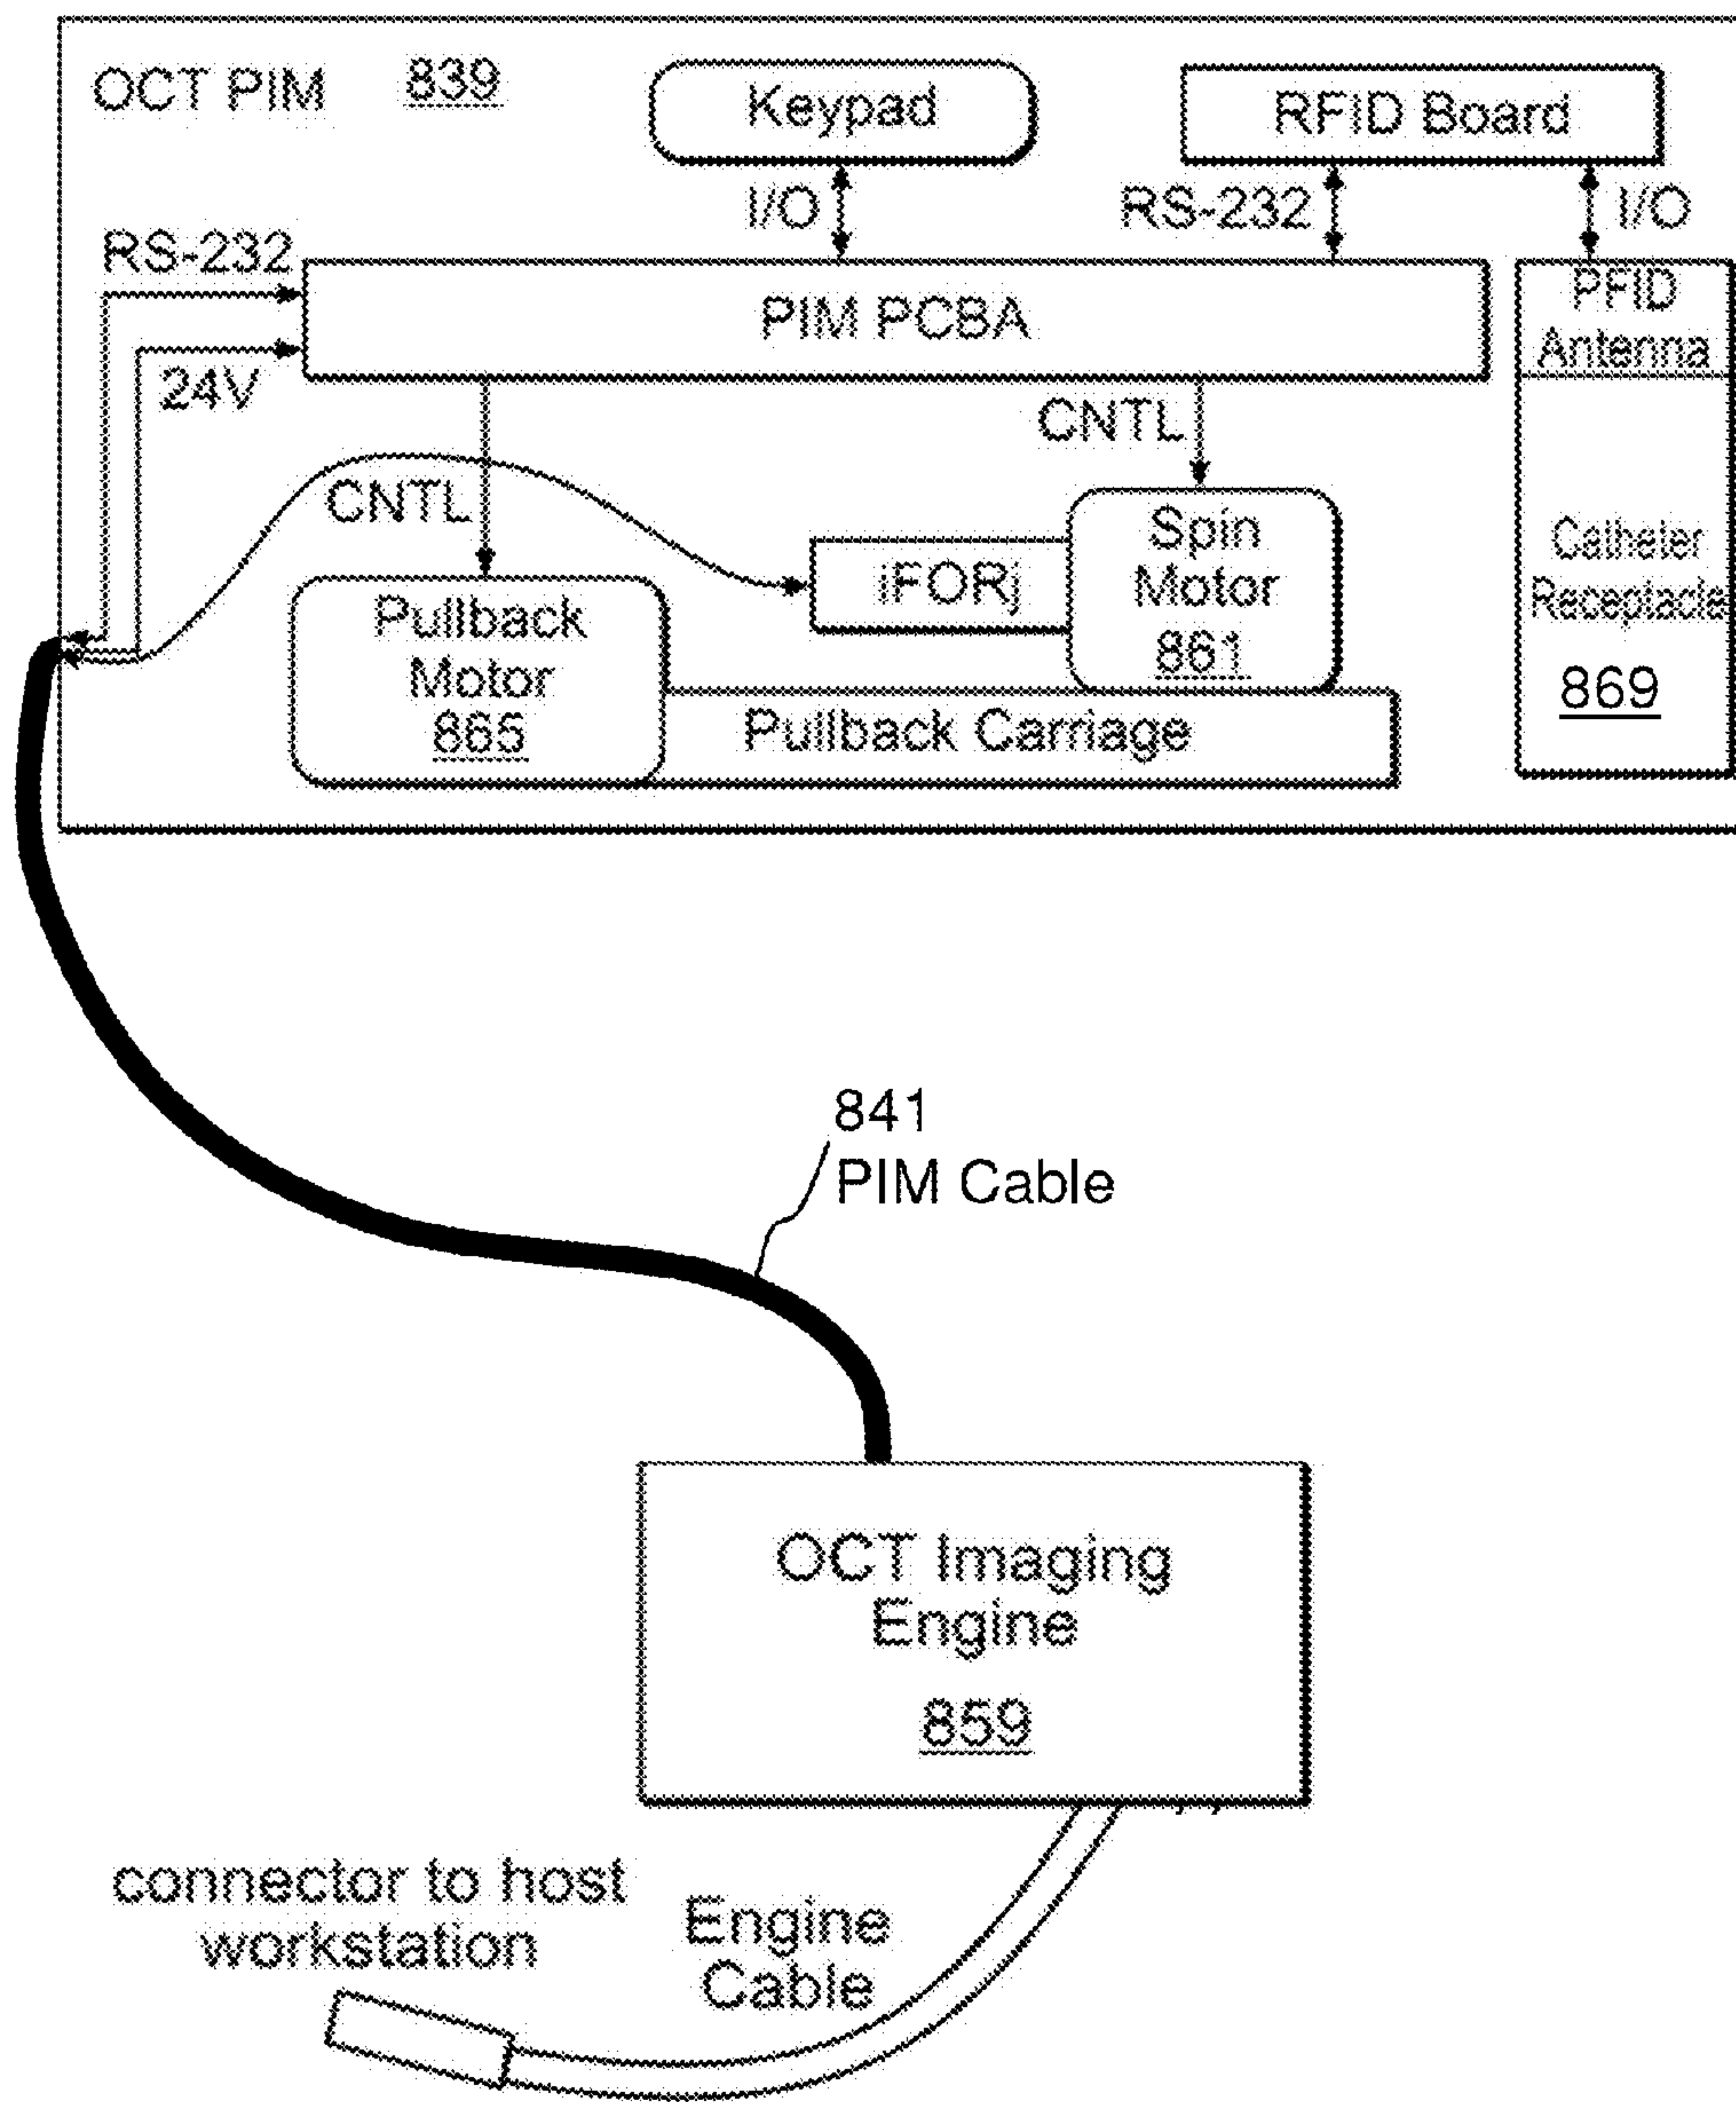 OCT PIM 839
Keypad
RFID Board
I/O
RS-232
I/O
RS-232
PIM PCBA
PFID
Antenna
24V
CNTL
CNTL
Spin
Motor
861
iFORj
Catheter
Receptacle
869
Pullback
Motor
865
Pullback Carriage
841
PIM Cable
OCT Imaging
Engine
859
connector to host
workstation
Engine
Cable